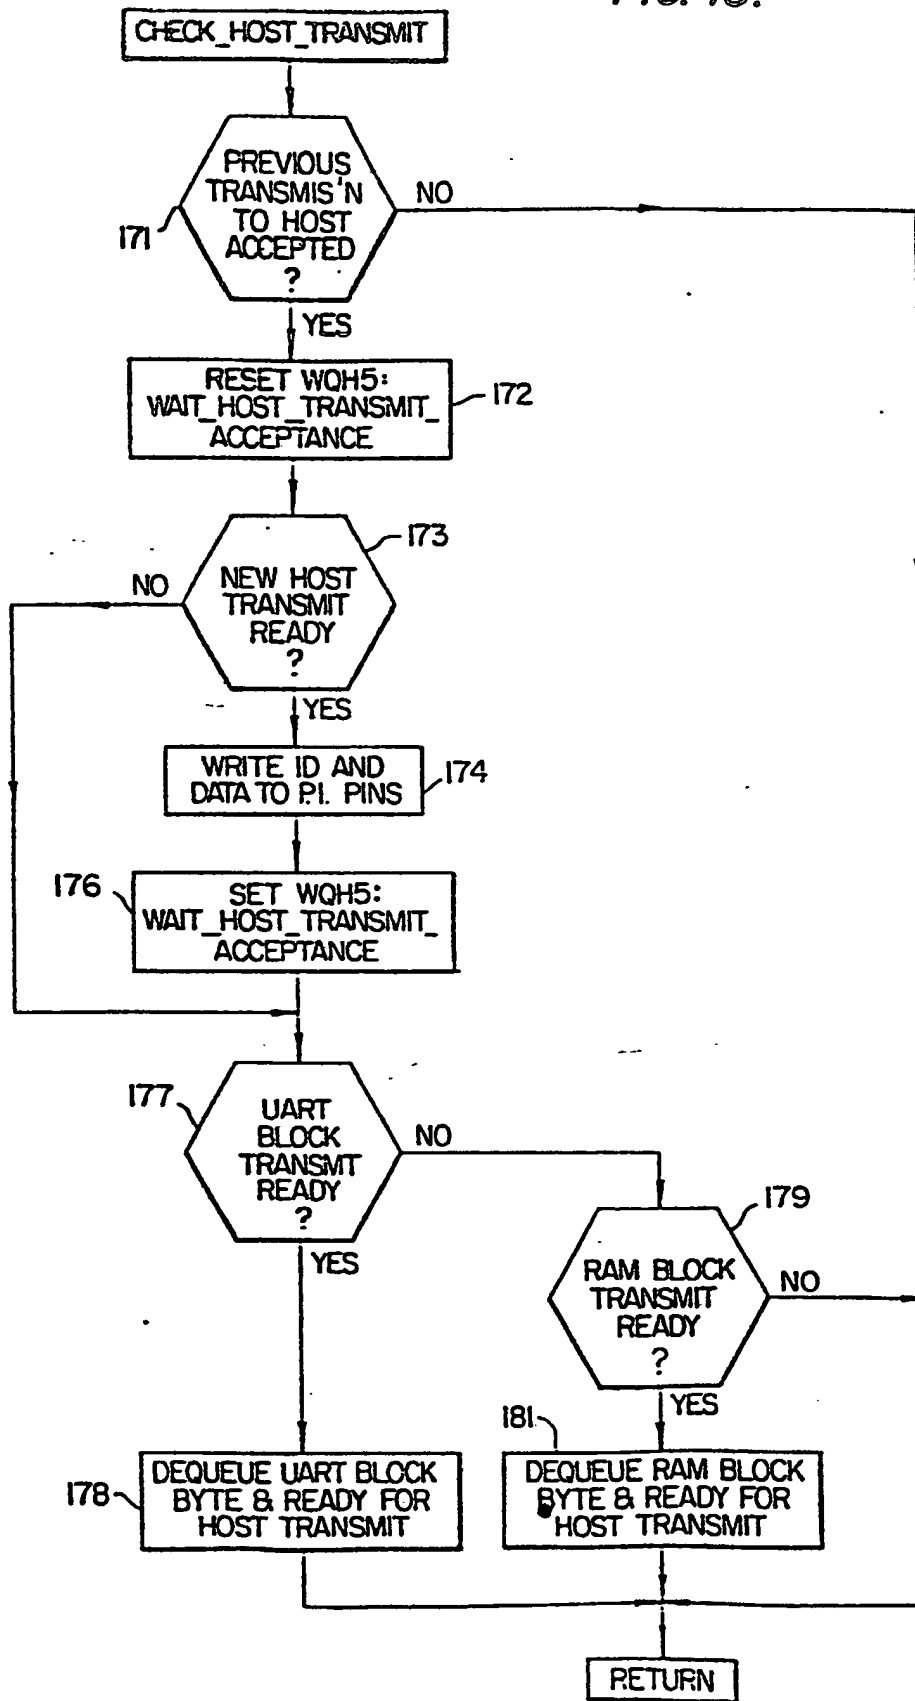 CHECK_HOST_TRANSMIT
PREVIOUS
TRANSMIS'N
TO HOST
ACCEPTED
?
NO
171
YES
RESET WQH5:
WAIT_HOST_TRANSMIT_
ACCEPTANCE
172
173
NEW HOST
TRANSMIT
READY
?
NO
YES
WRITE ID AND
DATA TO P.I. PINS
174
176
SET WQH5:
WAIT_HOST_TRANSMIT_
ACCEPTANCE
177
UART
BLOCK
TRANSMT
READY
?
NO
YES
179
RAM BLOCK
TRANSMIT
READY
?
NO
YES
181
178
DEQUEUE UART BLOCK
BYTE & READY FOR
HOST TRANSMIT
DEQUEUE RAM BLOCK
BYTE & READY FOR
HOST TRANSMIT
RETURN